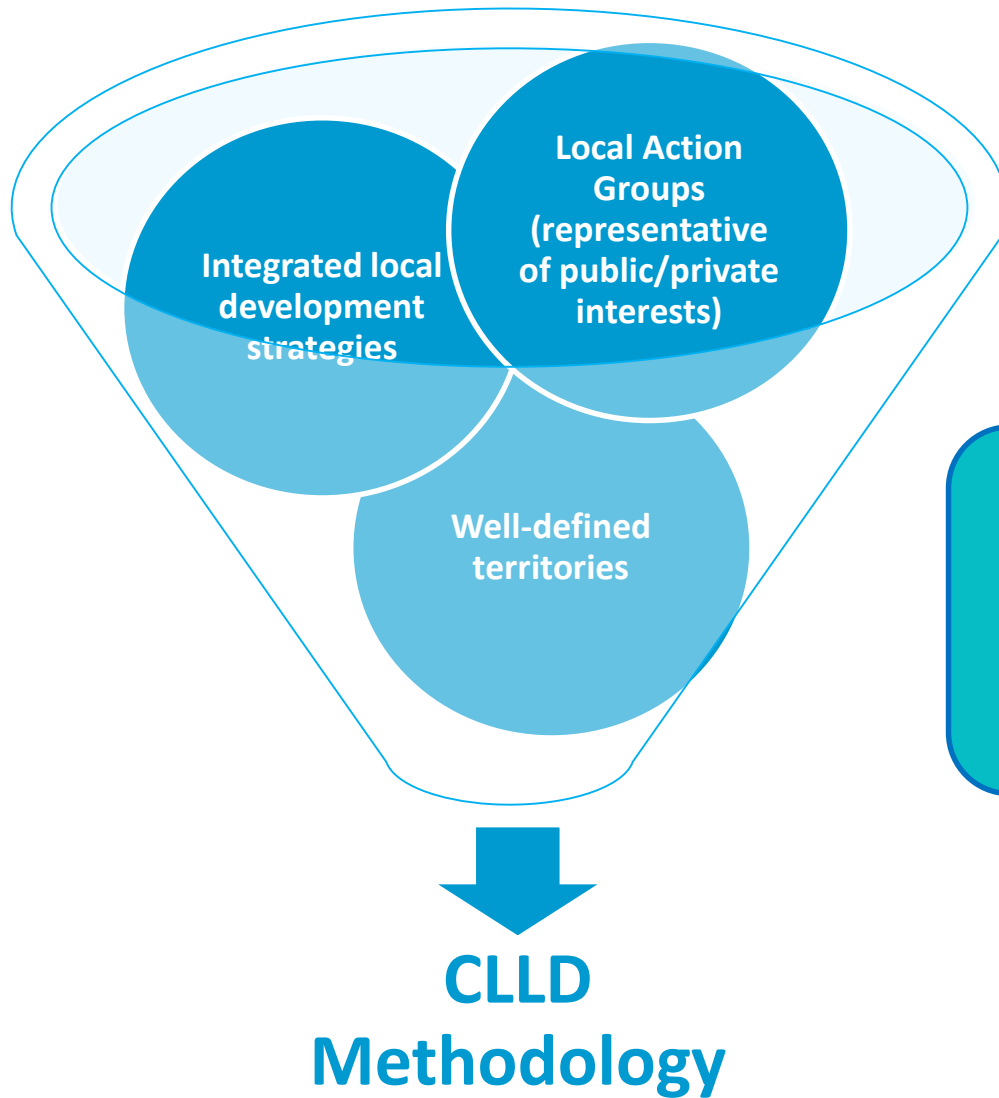 Local Action
Groups
(representative
of public/private
interests)
Integrated local
development
strategies
Well-defined
territories
CLLD
Methodology